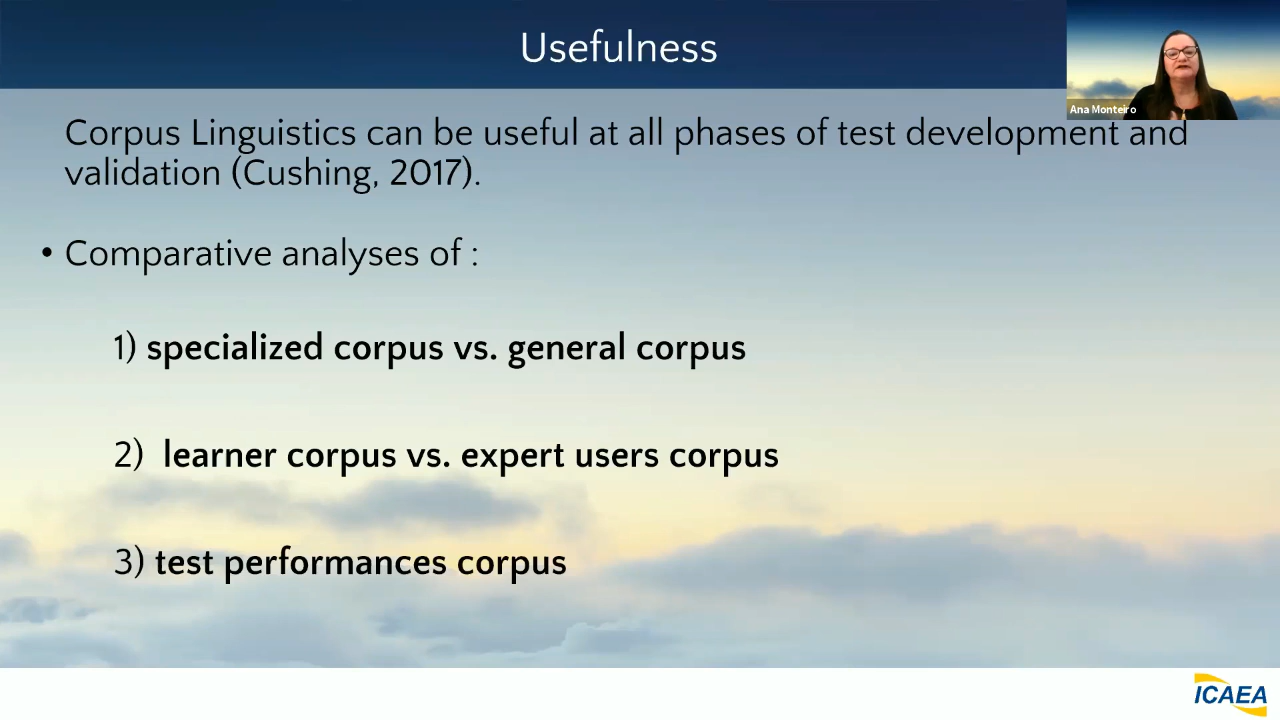 Usefulness
Ana Monteiro
Corpus Linguistics can be useful at all phases of test development and
validation (Cushing, 2017).
• Comparative analyses of :
1) specialized corpus vs. general corpus
2) learner corpus vs. expert users corpus
3) test performances corpus
ICAEA